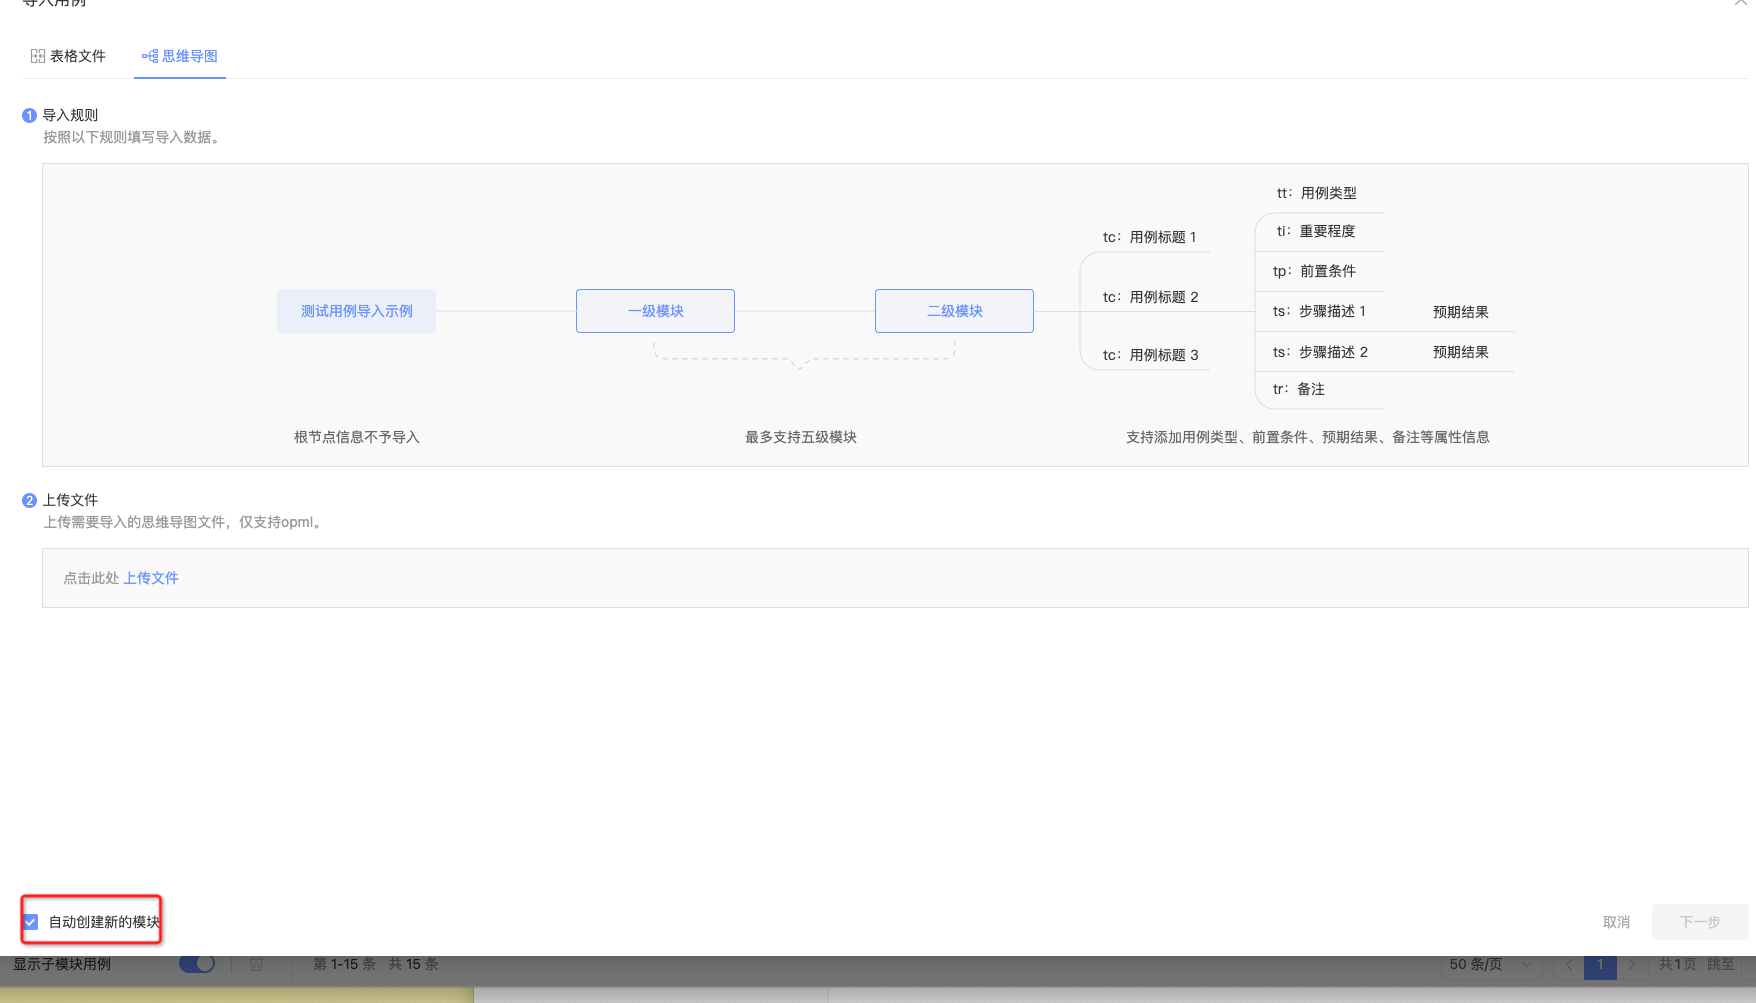 导入用例
表格文件
思维导图
1 导入规则
按照以下规则填写导入数据。
测试用例导入示例
一级模块
二级模块
tc：用例标题 1
tc：用例标题 2
tc：用例标题 3
tt：用例类型
ti：重要程度
tp：前置条件
ts：步骤描述 1 预期结果
ts：步骤描述 2 预期结果
tr：备注
根节点信息不予导入
最多支持五级模块
支持添加用例类型、前置条件、预期结果、备注等属性信息
2 上传文件
上传需要导入的思维导图文件，仅支持opml。
点击此处 上传文件
自动创建新的模块
取消
下一步
显示子模块用例
第 1-15 条 共 15 条
50 条/页
1
共1页 跳至